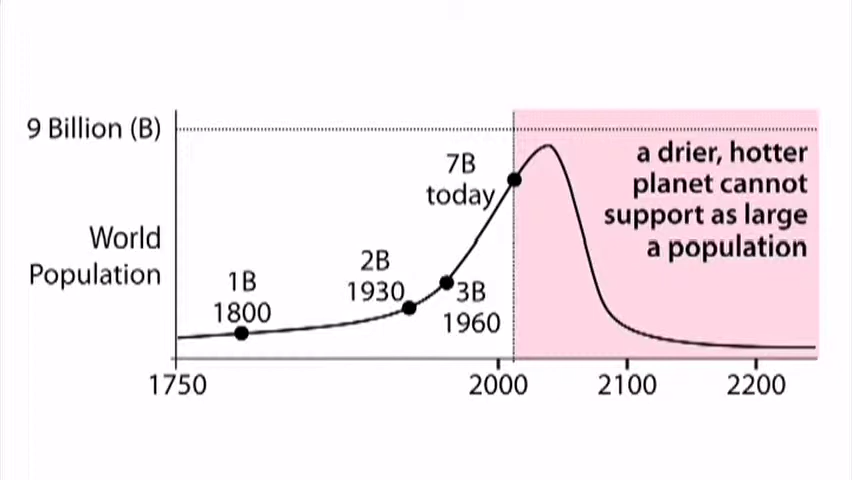 9 Billion (B)
World
Population
1B
1800
2B
1930
3B
1960
7B
today
a drier, hotter
planet cannot
support as large
a population
1750
2000
2100
2200